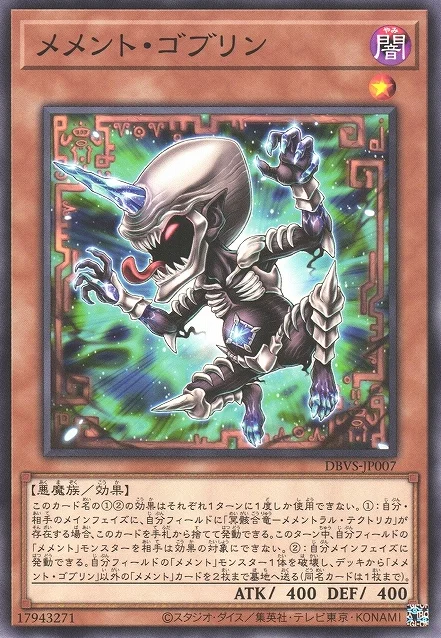 メメント・ゴブリン
やみ
闇
DBVS-JP007
【悪魔族／効果】
このカード名の①②の効果はそれぞれ1ターンに1度しか使用できない。①：自分・
相手のメインフェイズに、自分フィールドに「冥骸合竜－メメントラル・テクトリカ」が
存在する場合、このカードを手札から捨てて発動できる。このターン中、自分フィールド
の「メメント」モンスターを相手は効果の対象にできない。②：自分メインフェイズに
発動できる。自分フィールドの「メメント」モンスター1体を破壊し、デッキから「メメ
ント・ゴブリン」以外の「メメント」カードを2枚まで墓地へ送る(同名カードは1枚まで)。
ATK/ 400 DEF/ 400
17943271
©スタジオ・ダイス／集英社・テレビ東京・KONAMI